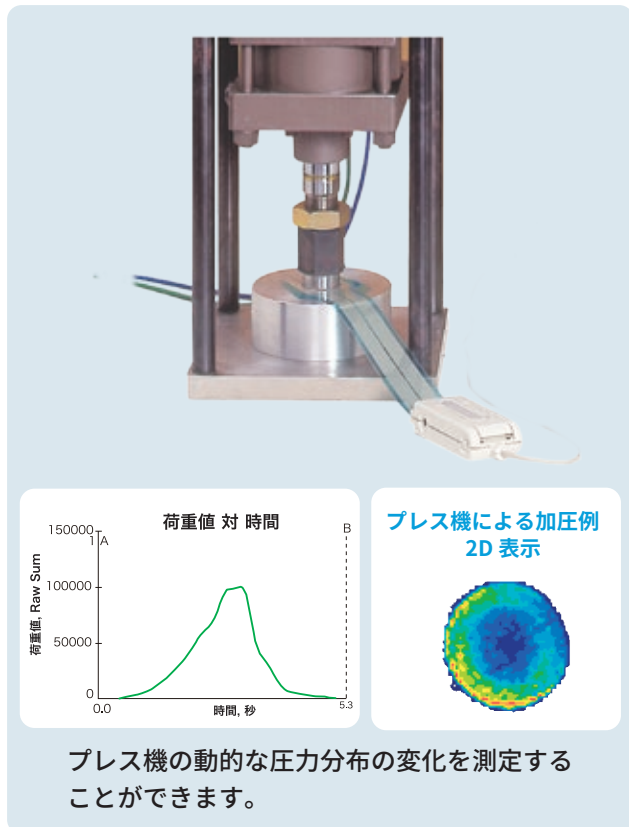 荷重値 対 時間
150000
1 A
B
100000
50000
0
荷重値, Raw Sum
0.0
時間, 秒
5.3
プレス機による加圧例
2D 表示
プレス機の動的な圧力分布の変化を測定する
ことができます。